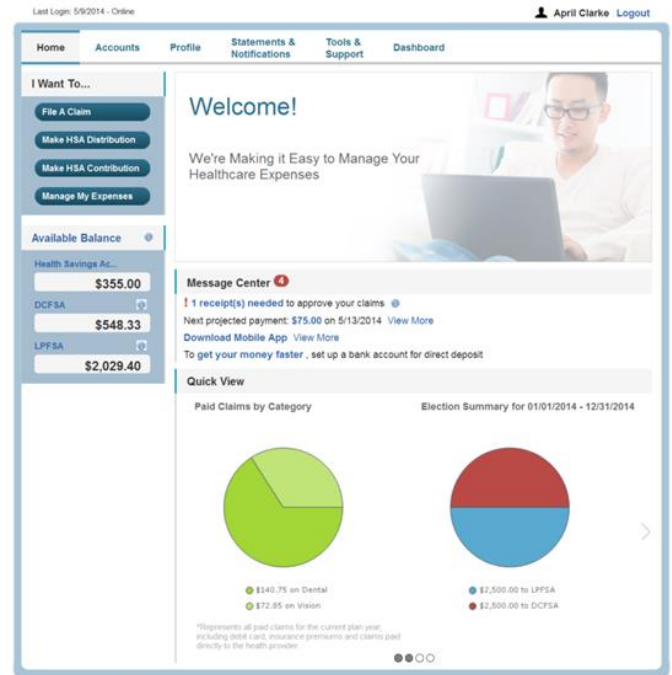 Last Login: 5/9/2014 - Online
April Clarke Logout
Home
Accounts
Profile
Statements &
Notifications
Tools &
Support
Dashboard
I Want To...
File A Claim
Make HSA Distribution
Make HSA Contribution
Manage My Expenses
Available Balance
Health Savings Ac...
$355.00
DCFSA
$548.33
LPFSA
$2,029.40
Welcome!
We're Making it Easy to Manage Your
Healthcare Expenses
Message Center 4
! 1 receipt(s) needed to approve your claims
Next projected payment: $75.00 on 5/13/2014 View More
Download Mobile App View More
To get your money faster , set up a bank account for direct deposit
Quick View
Paid Claims by Category
$140.75 on Dental
$72.85 on Vision
*Represents all paid claims for the current plan year,
including debit card, insurance premiums and claims paid
directly to the health provider.
Election Summary for 01/01/2014 - 12/31/2014
$2,500.00 to LPFSA
$2,500.00 to DCFSA